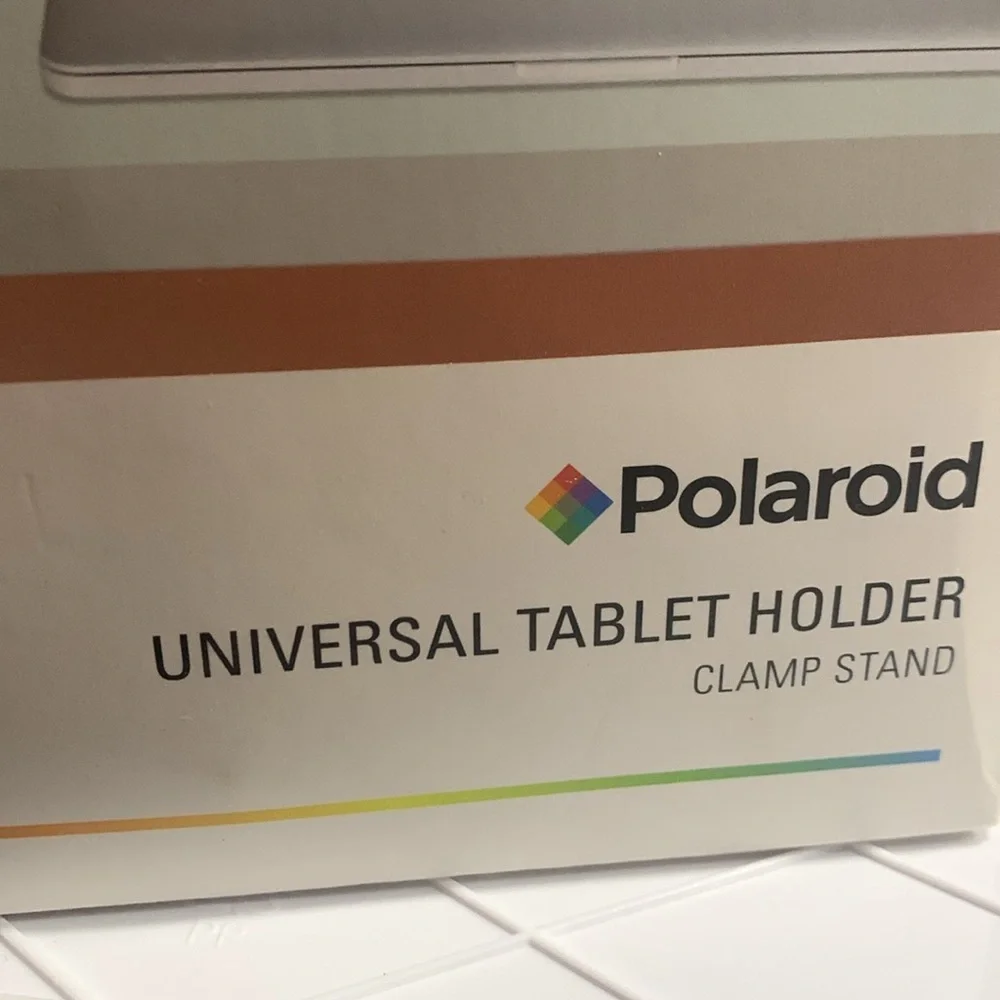 Polaroid
UNIVERSAL TABLET HOLDER
CLAMP STAND